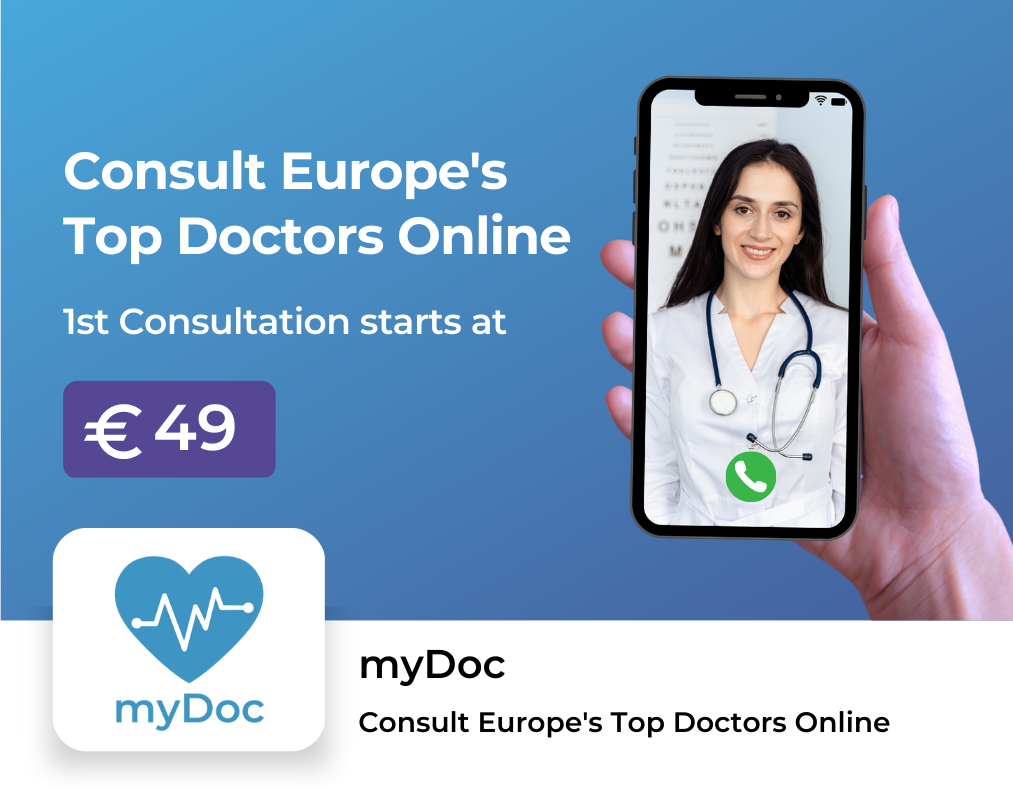 Consult Europe's
Top Doctors Online
1st Consultation starts at
€ 49
myDoc
myDoc
Consult Europe's Top Doctors Online